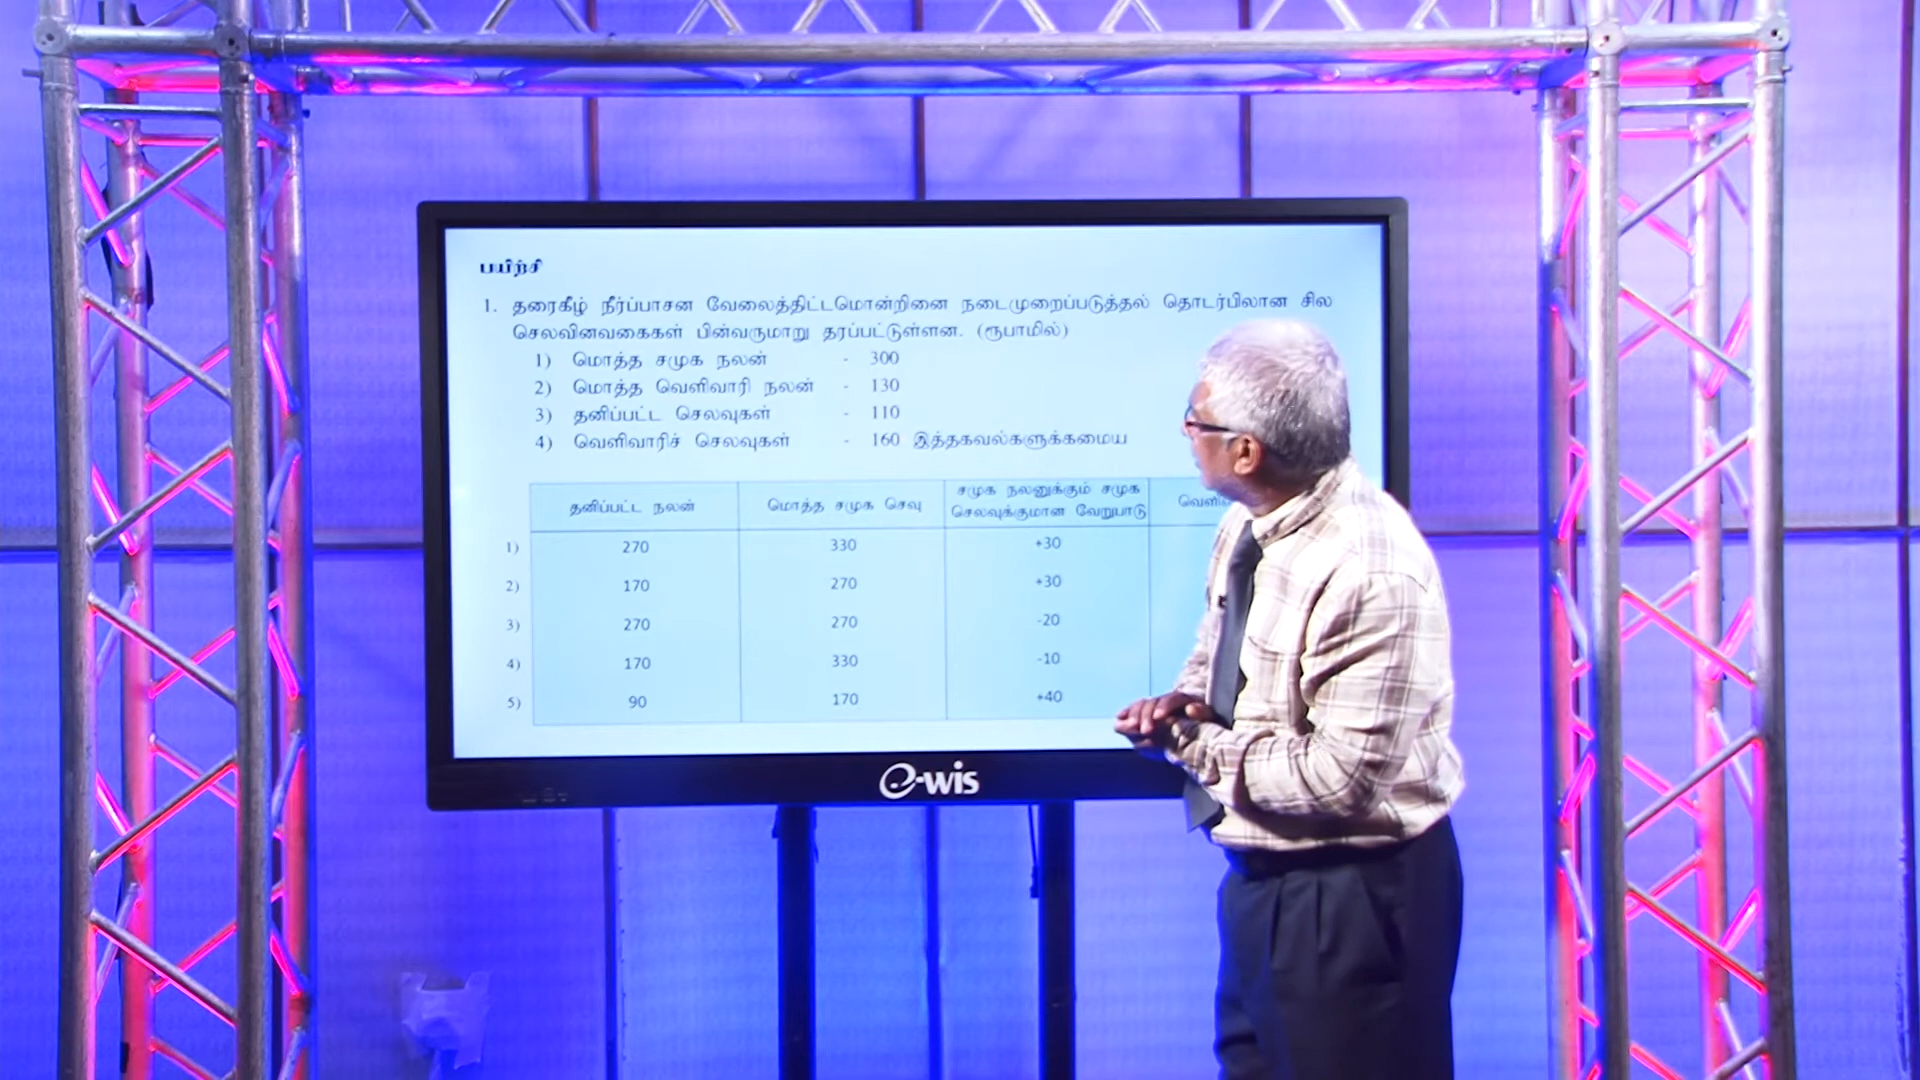 பயிற்சி
1. தரைகீழ் நீர்ப்பாசன வேலைத்திட்டமொன்றினை நடைமுறைப்படுத்தல் தொடர்பிலான சில
செலவினவகைகள் பின்வருமாறு தரப்பட்டுள்ளன. (ரூபாமில்)
1) மொத்த சமுக நலன் - 300
2) மொத்த வெளிவாரி நலன் - 130
3) தனிப்பட்ட செலவுகள் - 110
4) வெளிவாரிச் செலவுகள் - 160 இத்தகவல்களுக்கமைய
தனிப்பட்ட நலன் மொத்த சமுக செவு சமுக நலனுக்கும் சமுக செலவுக்குமான வேறுபாடு
1) 270 330 +30
2) 170 270 +30
3) 270 270 -20
4) 170 330 -10
5) 90 170 +40
e-wis